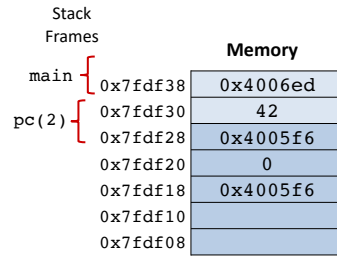 Stack
Frames
Memory
main
0x7fdf38 0x4006ed
0x7fdf30 42
pc(2)
0x7fdf28 0x4005f6
0x7fdf20 0
0x7fdf18 0x4005f6
0x7fdf10
0x7fdf08